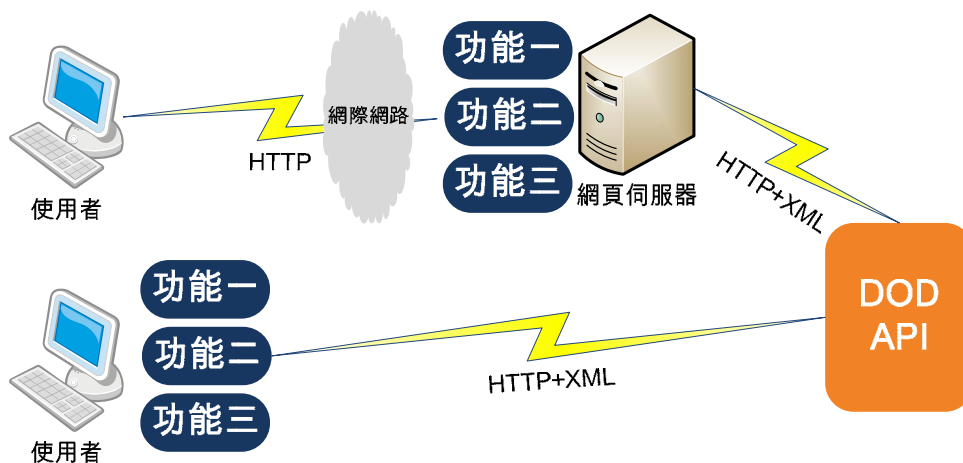 功能一
網際網路
功能二
HTTP
功能三
使用者
網頁伺服器
HTTP+XML
功能一
DOD
API
功能二
HTTP+XML
功能三
使用者